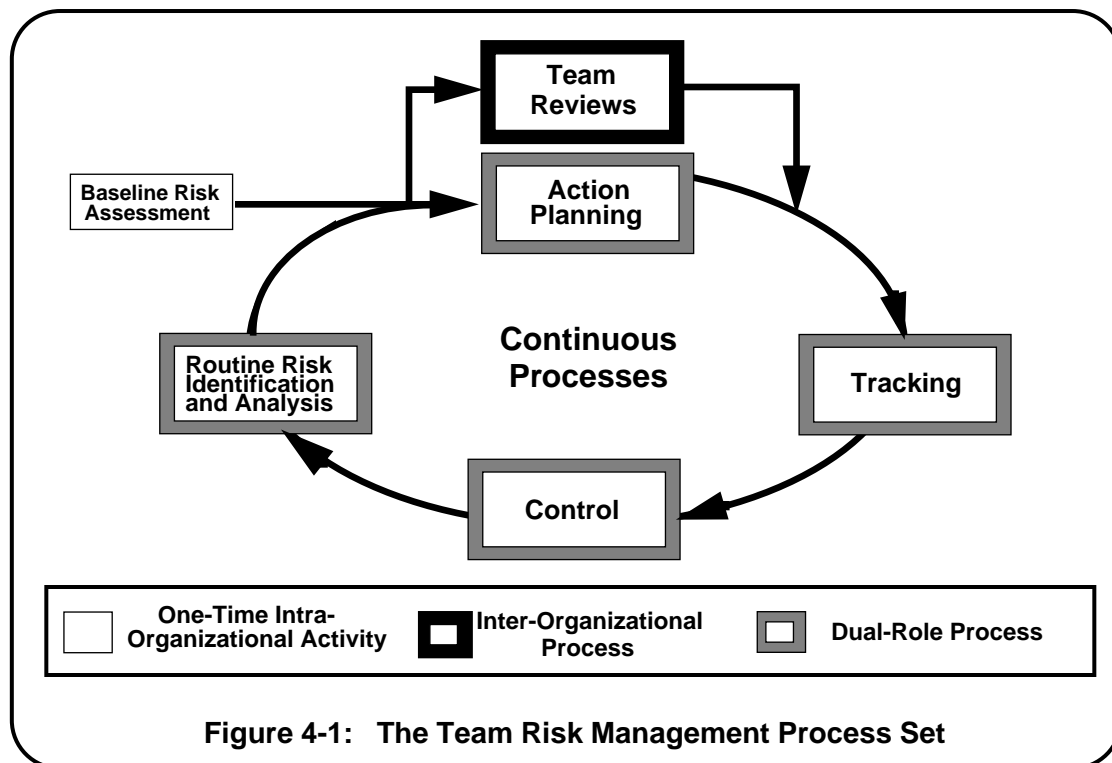 Team
Reviews
Action
Planning
Baseline Risk
Assessment
Continuous
Processes
Routine Risk
Identification
and Analysis
Tracking
Control
One-Time Intra-
Organizational Activity
Inter-Organizational
Process
Dual-Role Process
Figure 4-1: The Team Risk Management Process Set